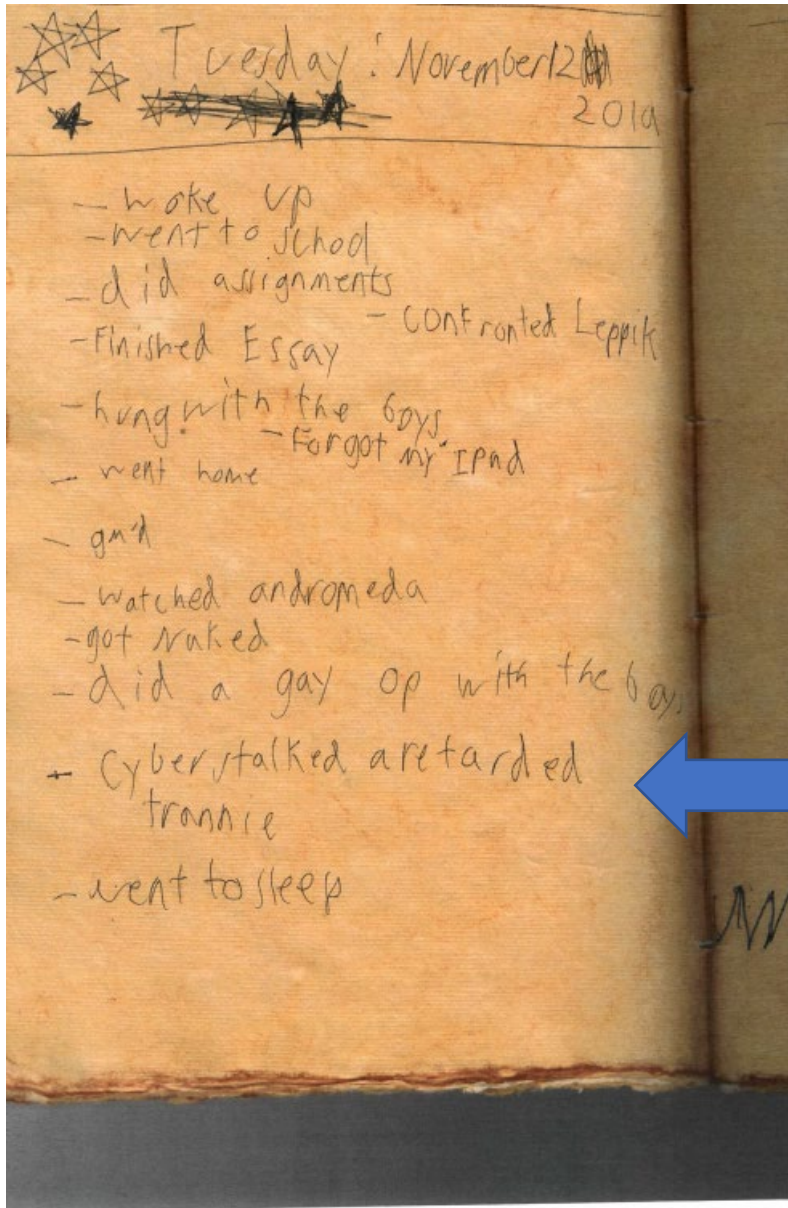 Tuesday: November 12
2019
- woke up
- went to school
- did assignments
- confronted Leppik
- Finished Essay
- hung with the boys
- Forgot my Ipad
- went home
- gm'd
- watched andromeda
- got naked
- did a gay op with the boys
- Cyber stalked a retarded
trannie
- went to sleep